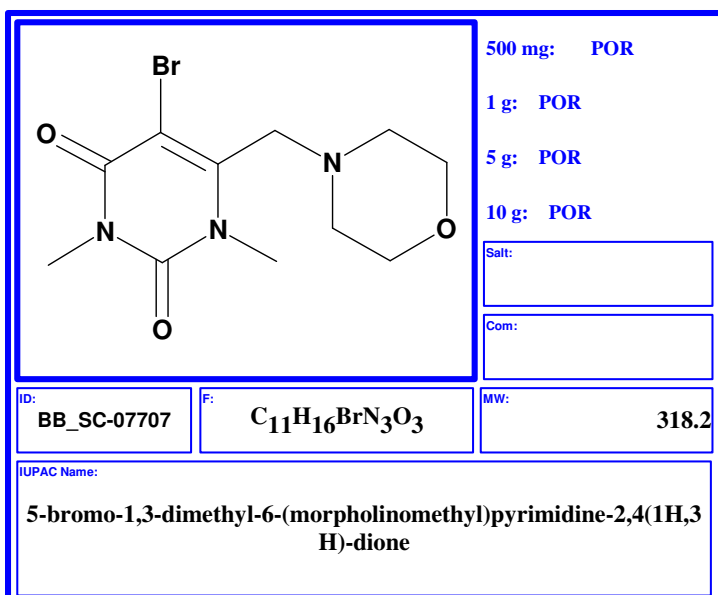 Br
O
N
N
N
O
O
500 mg: POR
1 g: POR
5 g: POR
10 g: POR
Salt:
Com:
ID:
BB_SC-07707
F:
C11H16BrN3O3
MW:
318.2
IUPAC Name:
5-bromo-1,3-dimethyl-6-(morpholinomethyl)pyrimidine-2,4(1H,3
H)-dione